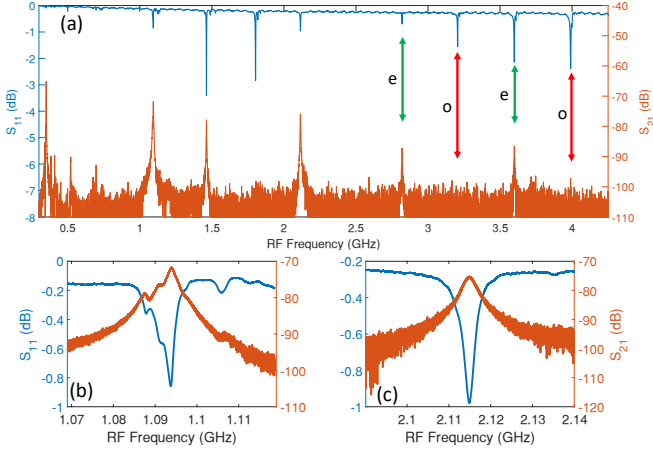 (a)
0
-1
-2
-3
-4
-5
-6
-7
-8
S11 (dB)
-40
-50
-60
-70
-80
-90
-100
-110
S21 (dB)
e
o
e
o
0.5 1 1.5 2 2.5 3 3.5 4
RF Frequency (GHz)
0
-0.2
-0.4
-0.6
-0.8
-1
S11 (dB)
-70
-80
-90
-100
-110
(b)
1.07 1.08 1.09 1.1 1.11
RF Frequency (GHz)
-0.2
-0.4
-0.6
-0.8
-1
-70
-80
-90
-100
-110
-120
S21 (dB)
(c)
2.1 2.11 2.12 2.13 2.14
RF Frequency (GHz)